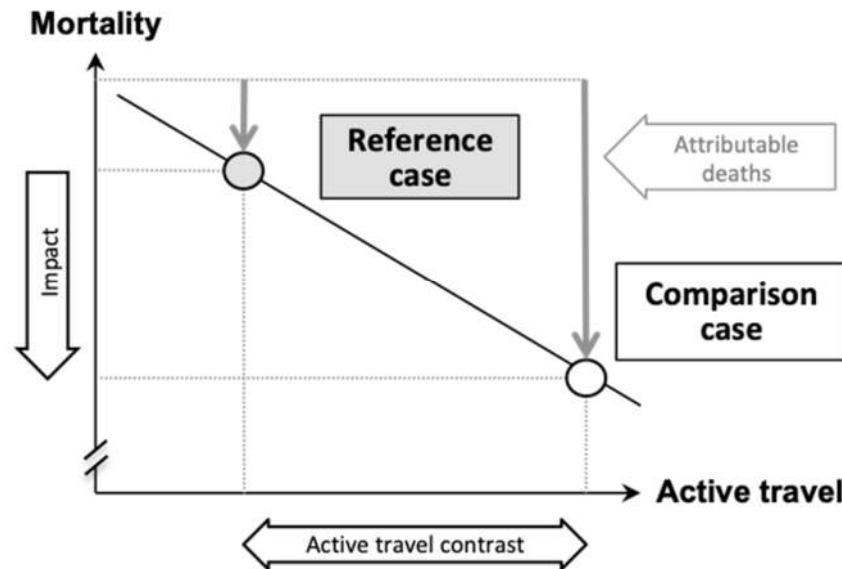 Mortality
Reference
case
Attributable
deaths
Impact
Comparison
case
Active travel
Active travel contrast